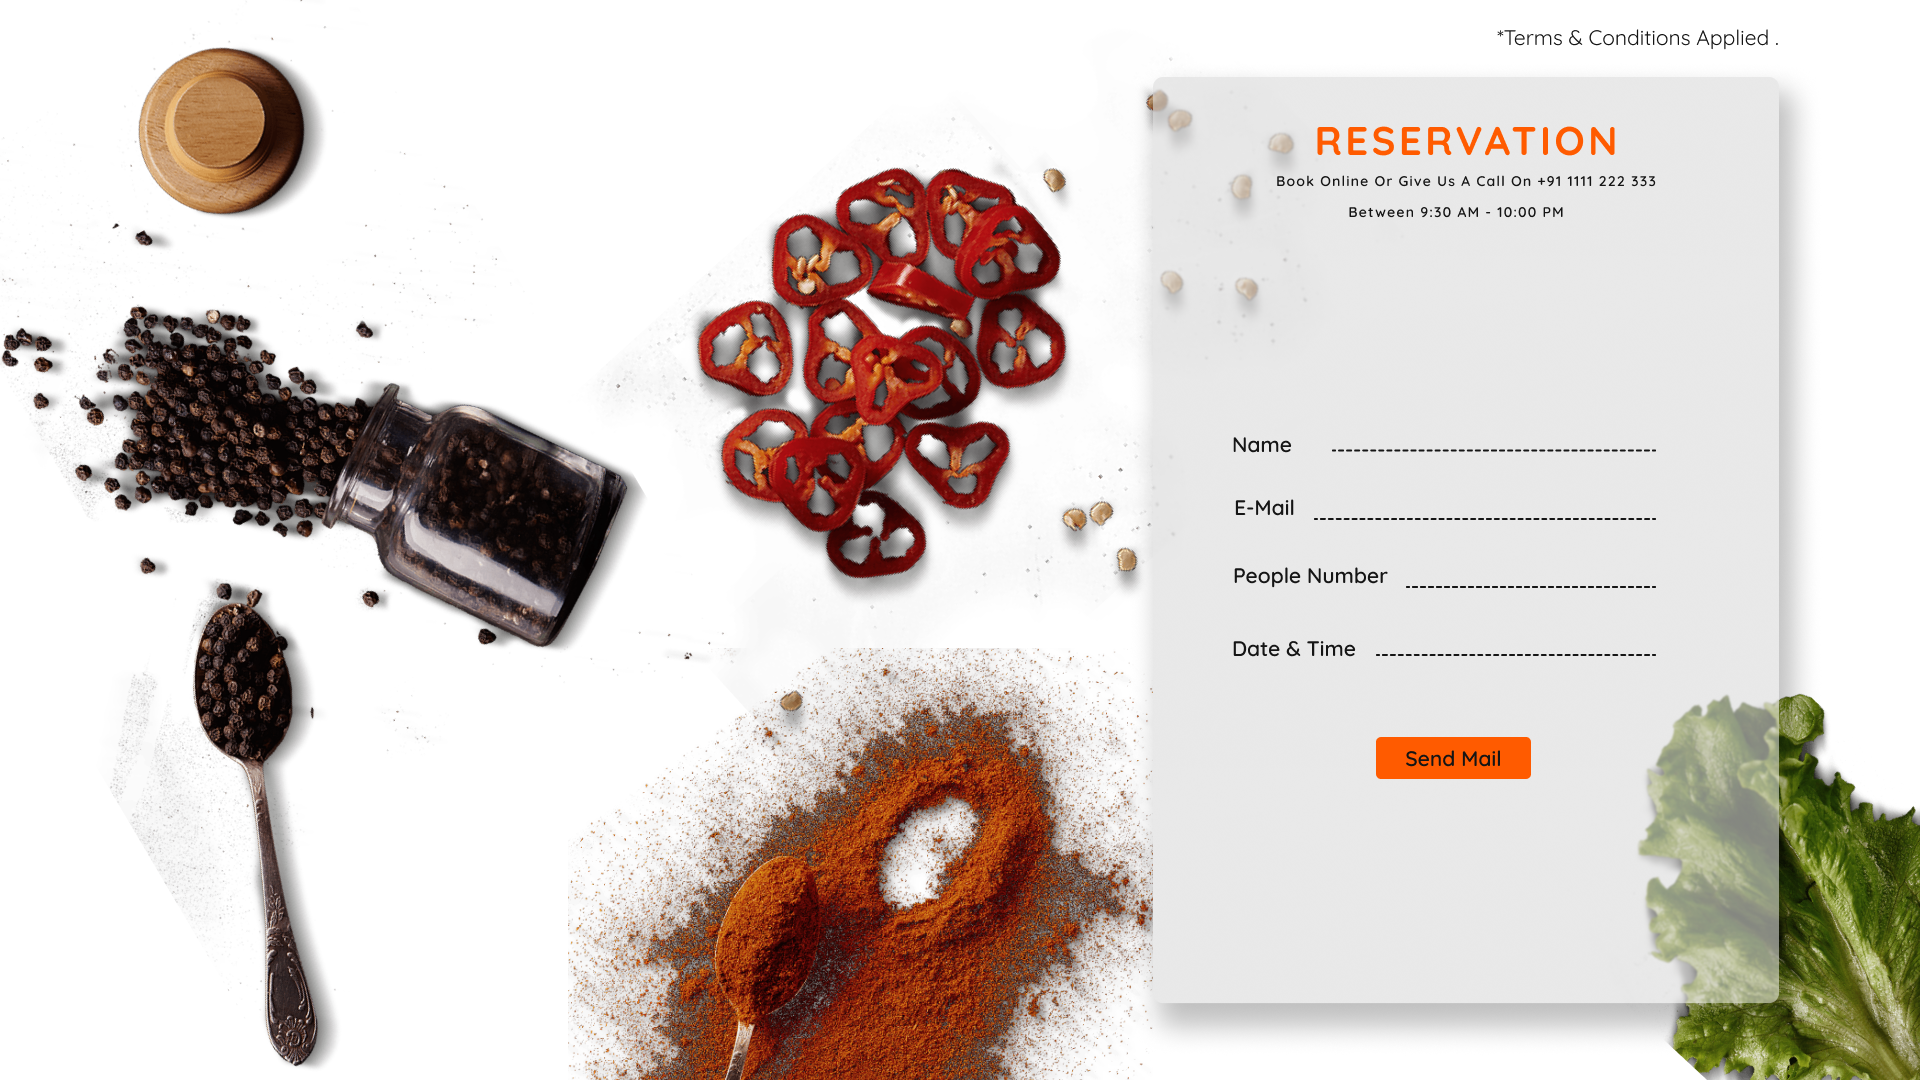 *Terms & Conditions Applied .
RESERVATION
Book Online Or Give Us A Call On +91 1111 222 333
Between 9:30 AM - 10:00 PM
Name
E-Mail
People Number
Date & Time
Send Mail